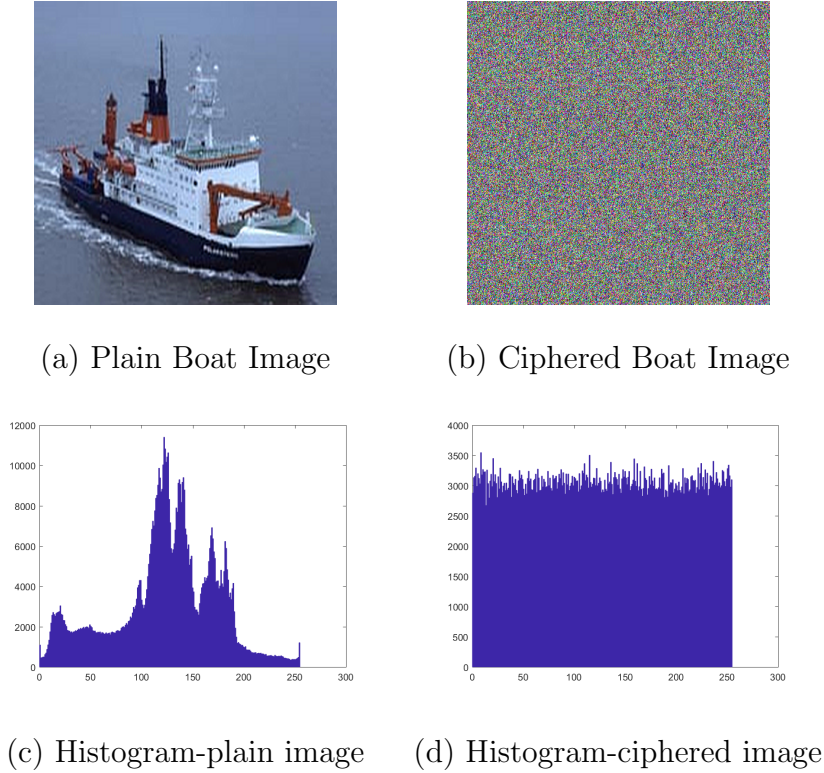 POLARSTERN
(a) Plain Boat Image
(b) Ciphered Boat Image
12000
10000
8000
6000
4000
2000
0
0 50 100 150 200 250 300
4000
3500
3000
2500
2000
1500
1000
500
0
0 50 100 150 200 250 300
(c) Histogram-plain image
(d) Histogram-ciphered image